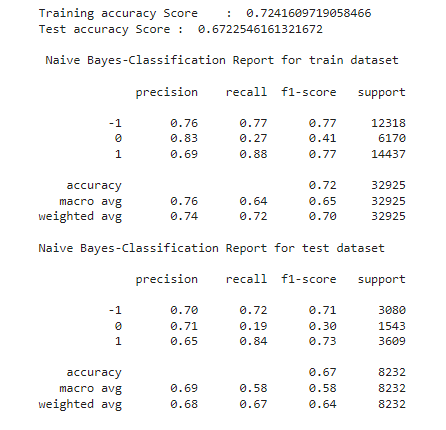 Training accuracy Score    :  0.7241609719058466
Test accuracy Score :  0.6722546161321672
Naive Bayes-Classification Report for train dataset
precision    recall  f1-score   support
-1       0.76      0.77      0.77     12318
0       0.83      0.27      0.41      6170
1       0.69      0.88      0.77     14437
accuracy                           0.72     32925
macro avg       0.76      0.64      0.65     32925
weighted avg       0.74      0.72      0.70     32925
Naive Bayes-Classification Report for test dataset
precision    recall  f1-score   support
-1       0.70      0.72      0.71      3080
0       0.71      0.19      0.30      1543
1       0.65      0.84      0.73      3609
accuracy                           0.67      8232
macro avg       0.69      0.58      0.58      8232
weighted avg       0.68      0.67      0.64      8232